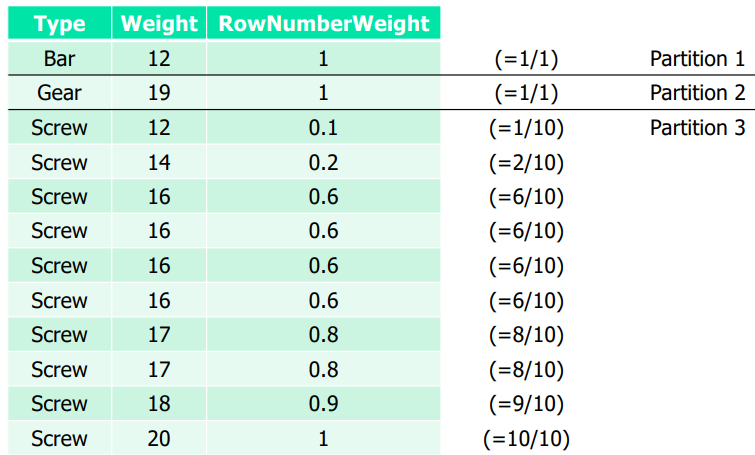 Type Weight RowNumberWeight
Bar 12 1 (=1/1) Partition 1
Gear 19 1 (=1/1) Partition 2
Screw 12 0.1 (=1/10) Partition 3
Screw 14 0.2 (=2/10)
Screw 16 0.6 (=6/10)
Screw 16 0.6 (=6/10)
Screw 16 0.6 (=6/10)
Screw 16 0.6 (=6/10)
Screw 17 0.8 (=8/10)
Screw 17 0.8 (=8/10)
Screw 18 0.9 (=9/10)
Screw 20 1 (=10/10)